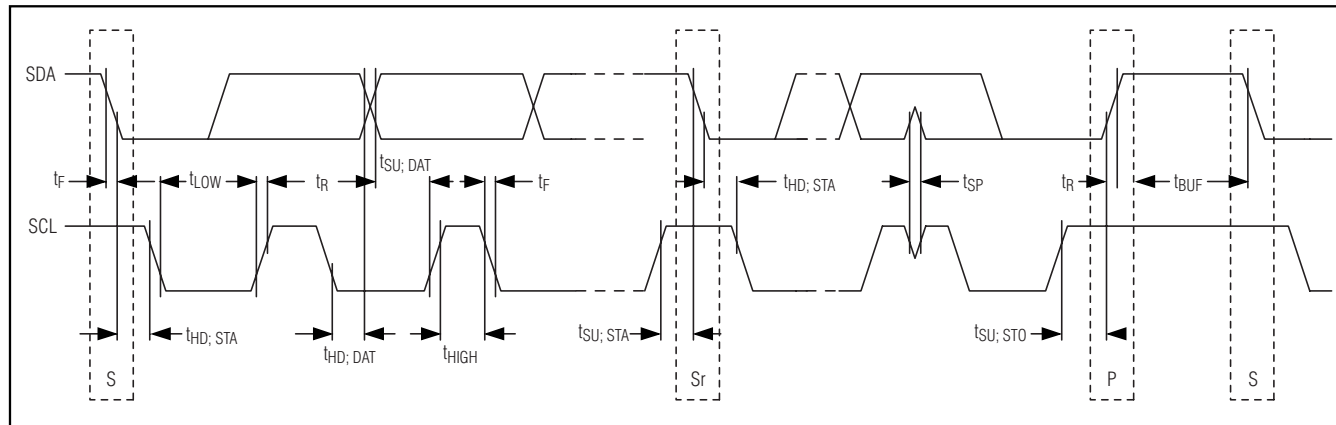 SDA
tSU; DAT
tF
tLOW
tR
tF
tHD; STA
tSP
tR
tBUF
SCL
tHD; STA
tHD; DAT
tHIGH
tSU; STA
tSU; STO
S
Sr
P
S